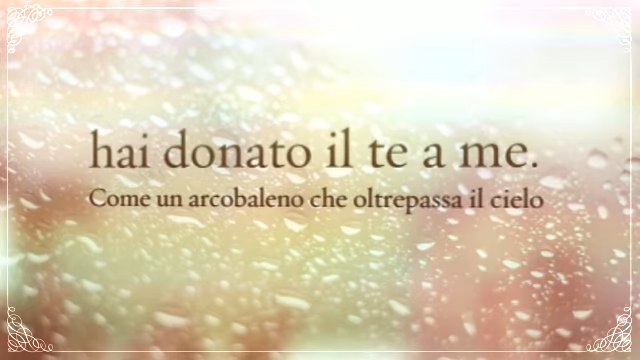 hai donato il te a me.
Come un arcobaleno che oltrepassa il cielo